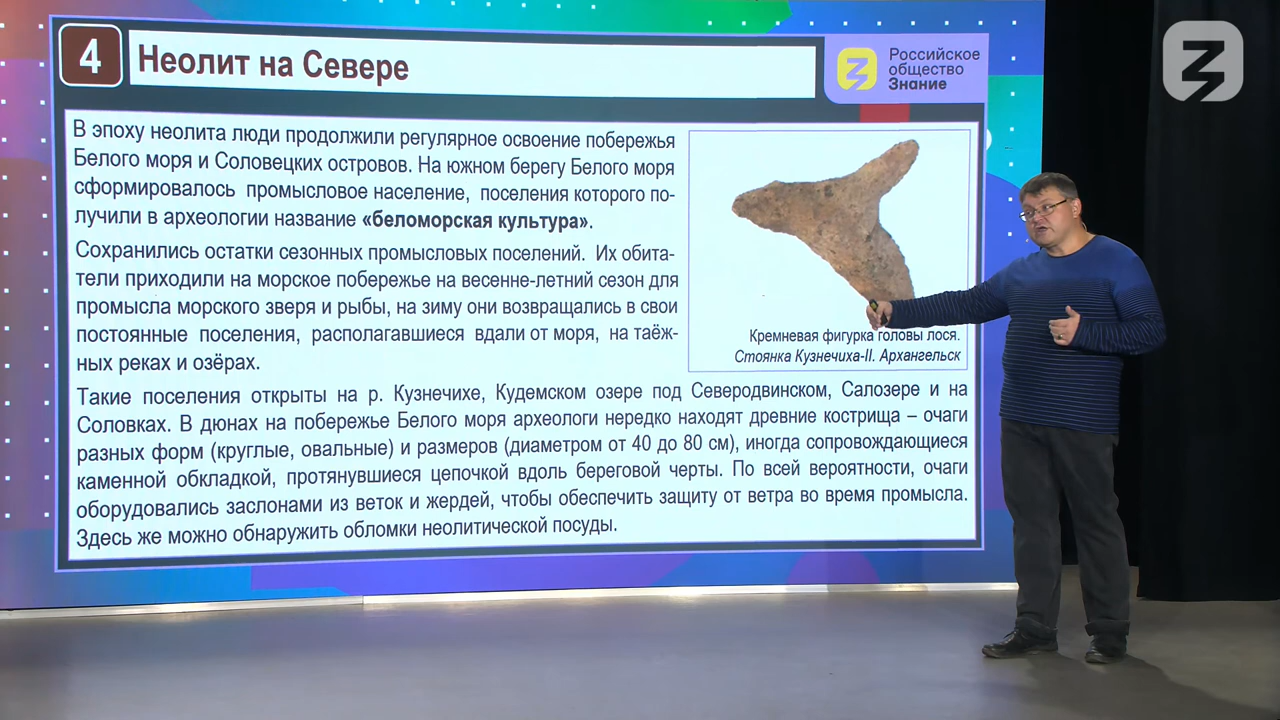 4
Неолит на Севере
Российское
общество
Знание
В эпоху неолита люди продолжили регулярное освоение побережья
Белого моря и Соловецких островов. На южном берегу Белого моря
сформировалось промысловое население, поселения которого по-
лучили в археологии название «беломорская культура».
Сохранились остатки сезонных промысловых поселений. Их обита-
тели приходили на морское побережье на весенне-летний сезон для
промысла морского зверя и рыбы, на зиму они возвращались в свои
постоянные поселения, располагавшиеся вдали от моря, на таёж-
ных реках и озёрах.
Кремневая фигурка головы лося.
Стоянка Кузнечиха-II. Архангельск
Такие поселения открыты на р. Кузнечихе, Кудемском озере под Северодвинском, Салозере и на
Соловках. В дюнах на побережье Белого моря археологи нередко находят древние кострища – очаги
разных форм (круглые, овальные) и размеров (диаметром от 40 до 80 см), иногда сопровождающиеся
каменной обкладкой, протянувшиеся цепочкой вдоль береговой черты. По всей вероятности, очаги
оборудовались заслонами из веток и жердей, чтобы обеспечить защиту от ветра во время промысла.
Здесь же можно обнаружить обломки неолитической посуды.